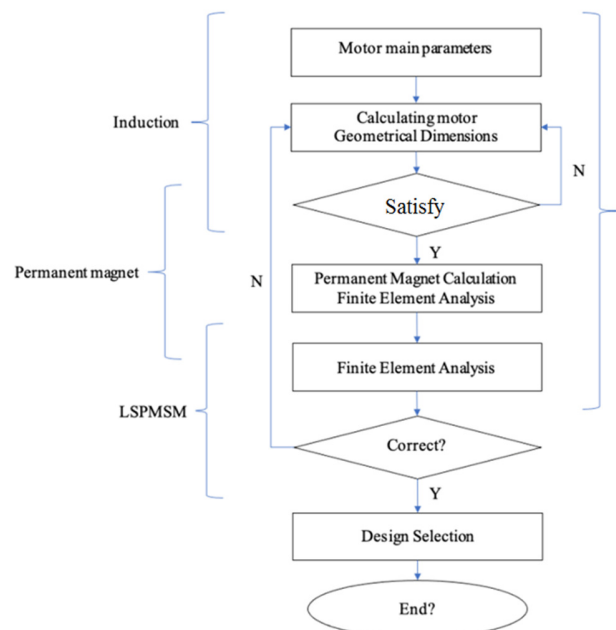 Motor main parameters
Induction
Calculating motor
Geometrical Dimensions
N
Satisfy
Y
Permanent magnet
N
Permanent Magnet Calculation
Finite Element Analysis
Finite Element Analysis
LSPMSM
Correct?
Y
Design Selection
End?